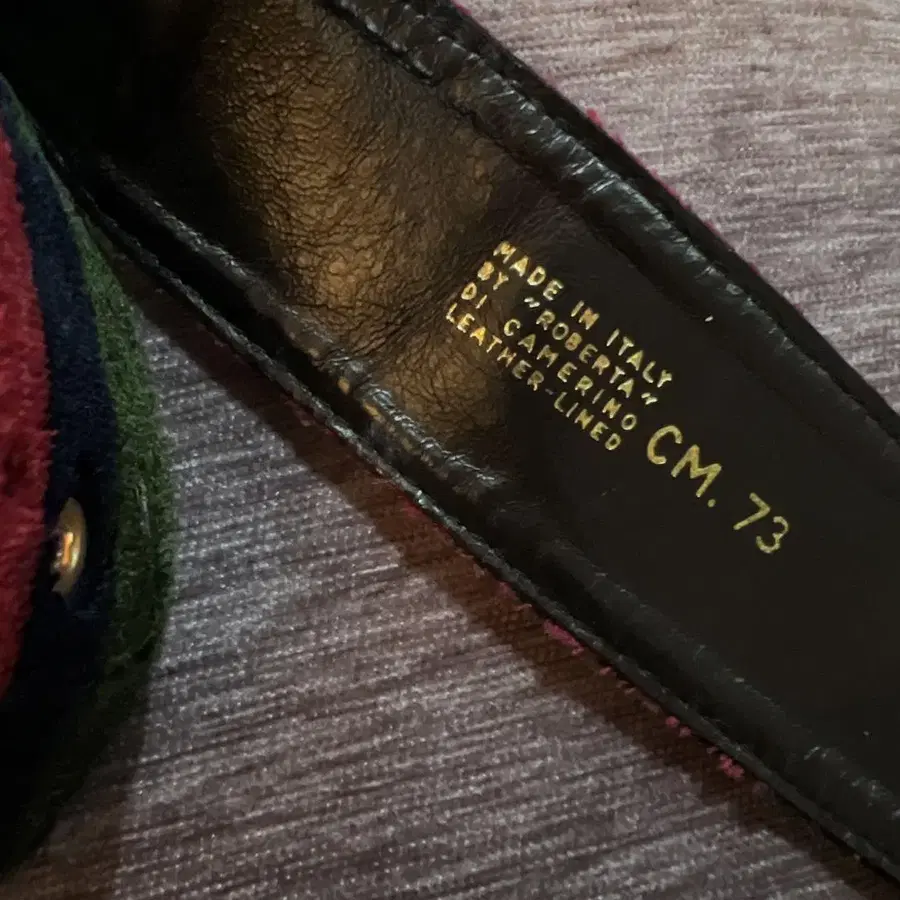 MADE IN ITALY
BY "ROBERTA"
DI CAMERINO
LEATHER-LINED
CM. 73